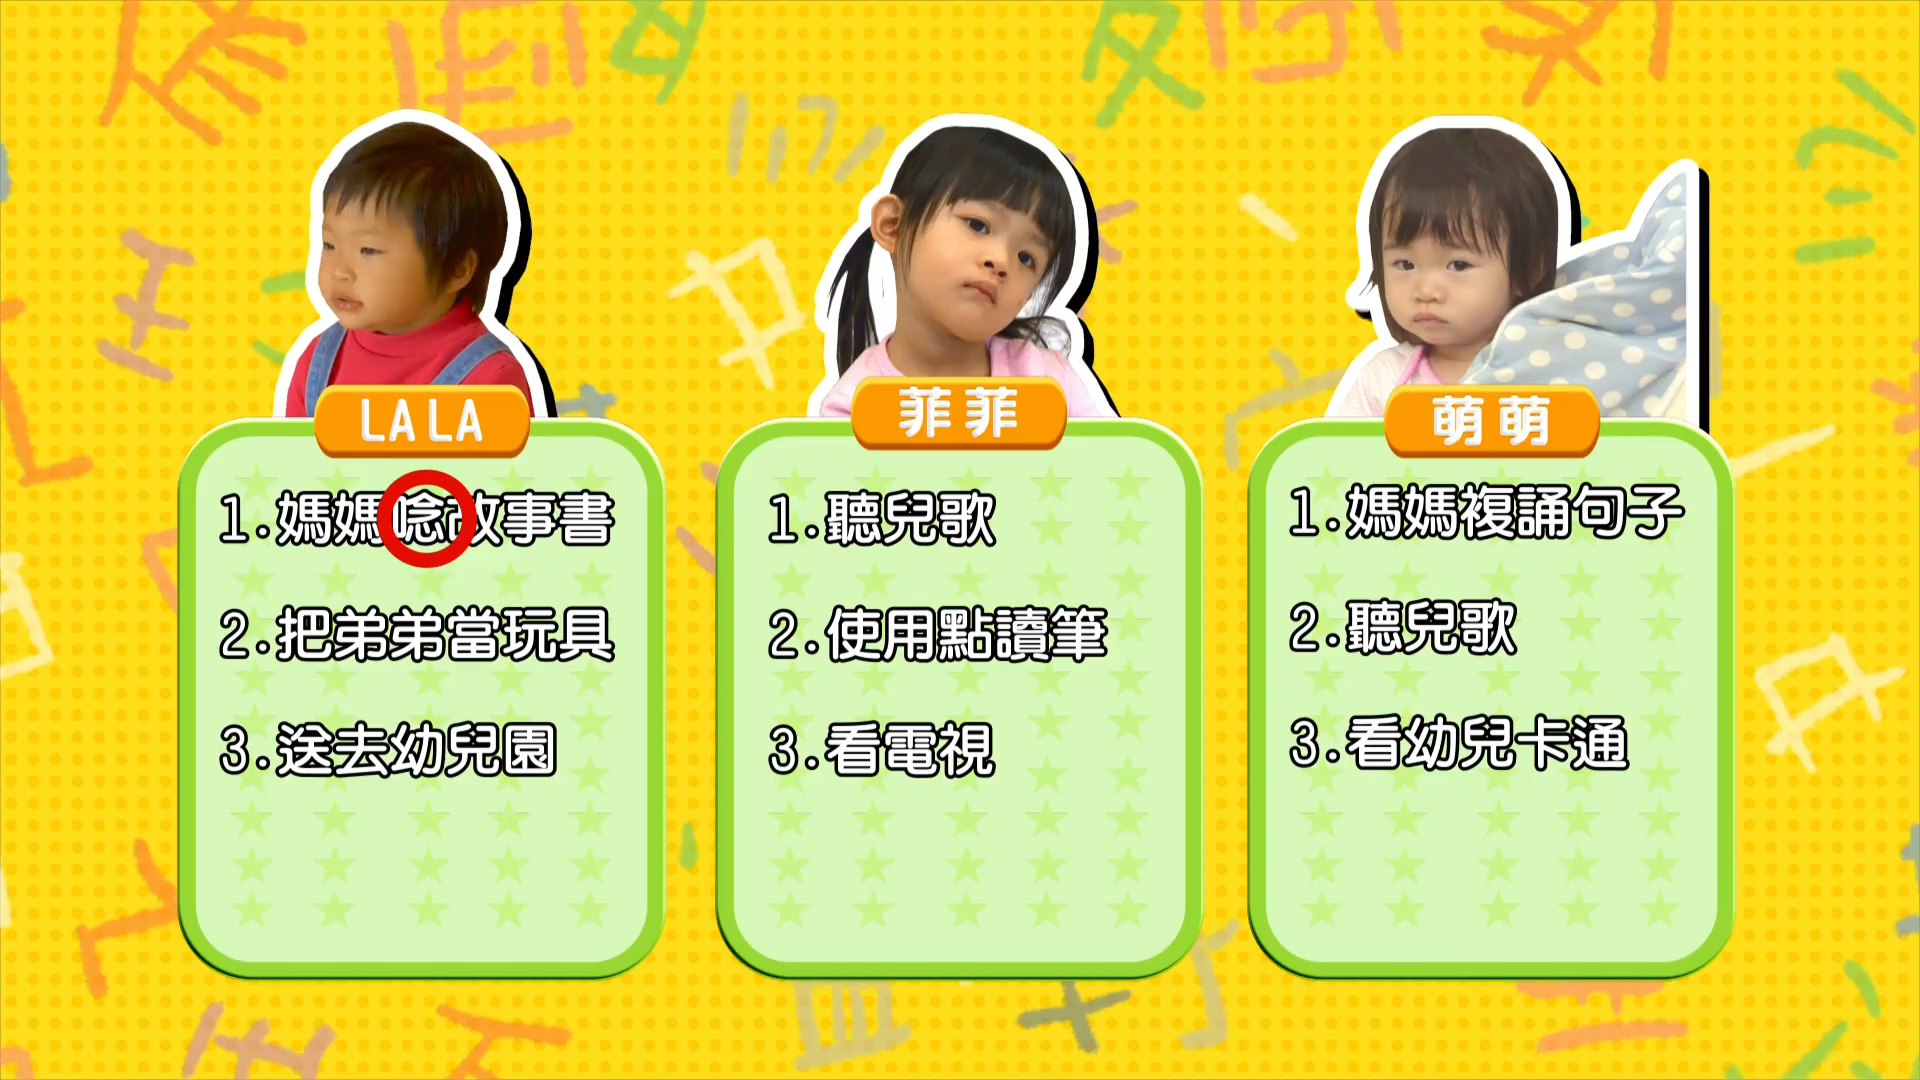 LALA
1.媽媽唸故事書
2.把弟弟當玩具
3.送去幼兒園
菲菲
1.聽兒歌
2.使用點讀筆
3.看電視
萌萌
1.媽媽複誦句子
2.聽兒歌
3.看幼兒卡通